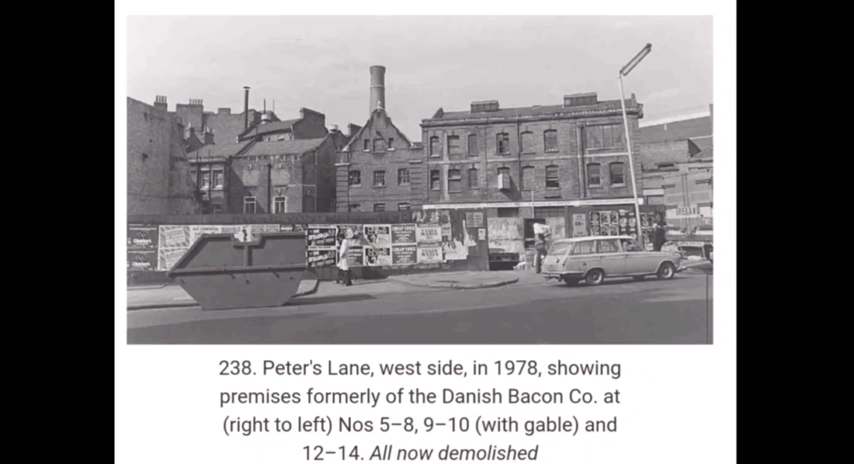 238. Peter's Lane, west side, in 1978, showing
premises formerly of the Danish Bacon Co. at
(right to left) Nos 5–8, 9–10 (with gable) and
12–14. All now demolished